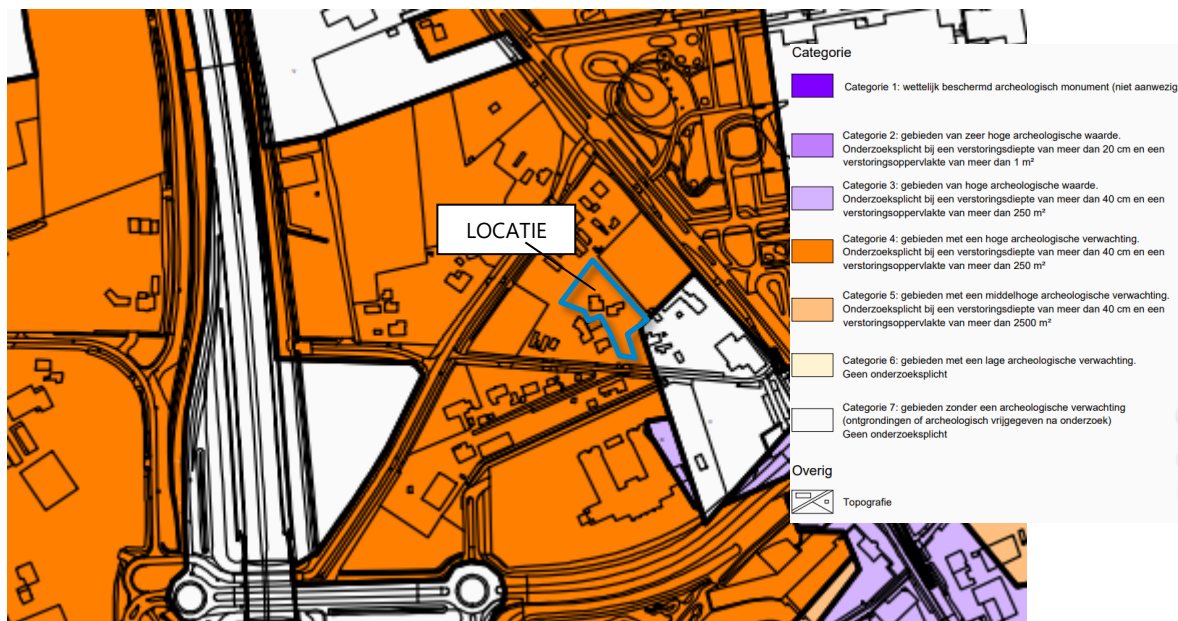 LOCATIE
Categorie
Categorie 1: wettelijk beschermd archeologisch monument (niet aanwezig
Categorie 2: gebieden van zeer hoge archeologische waarde.
Onderzoeksplicht bij een verstoringsdiepte van meer dan 20 cm en een
verstoringsoppervlakte van meer dan 1 m²
Categorie 3: gebieden van hoge archeologische waarde.
Onderzoeksplicht bij een verstoringsdiepte van meer dan 40 cm en een
verstoringsoppervlakte van meer dan 250 m²
Categorie 4: gebieden met een hoge archeologische verwachting.
Onderzoeksplicht bij een verstoringsdiepte van meer dan 40 cm en een
verstoringsoppervlakte van meer dan 250 m²
Categorie 5: gebieden met een middelhoge archeologische verwachting.
Onderzoeksplicht bij een verstoringsdiepte van meer dan 40 cm en een
verstoringsoppervlakte van meer dan 2500 m²
Categorie 6: gebieden met een lage archeologische verwachting.
Geen onderzoeksplicht
Categorie 7: gebieden zonder een archeologische verwachting
(ontgrondingen of archeologisch vrijgegeven na onderzoek)
Geen onderzoeksplicht
Overig
Topografie